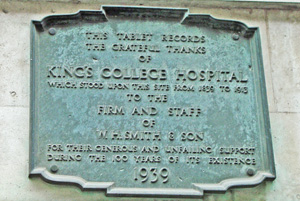 THIS TABLET RECORDS
THE GRATEFUL THANKS
OF
KING'S COLLEGE HOSPITAL
WHICH STOOD UPON THIS SITE FROM 1839 TO 1913
TO THE
FIRM AND STAFF
OF
W. H. SMITH & SON
FOR THEIR GENEROUS AND UNFAILING SUPPORT
DURING THE 100 YEARS OF ITS EXISTENCE
1939